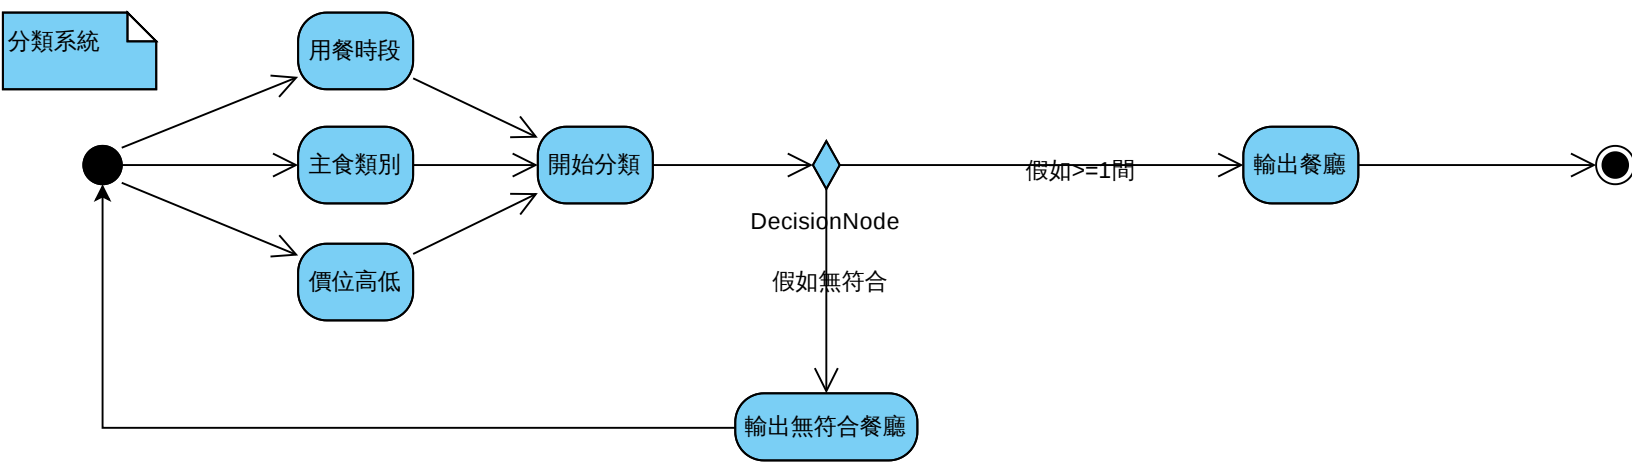 分類系統
用餐時段
主食類別
開始分類
假如>=1間
輸出餐廳
DecisionNode
價位高低
假如無符合
輸出無符合餐廳